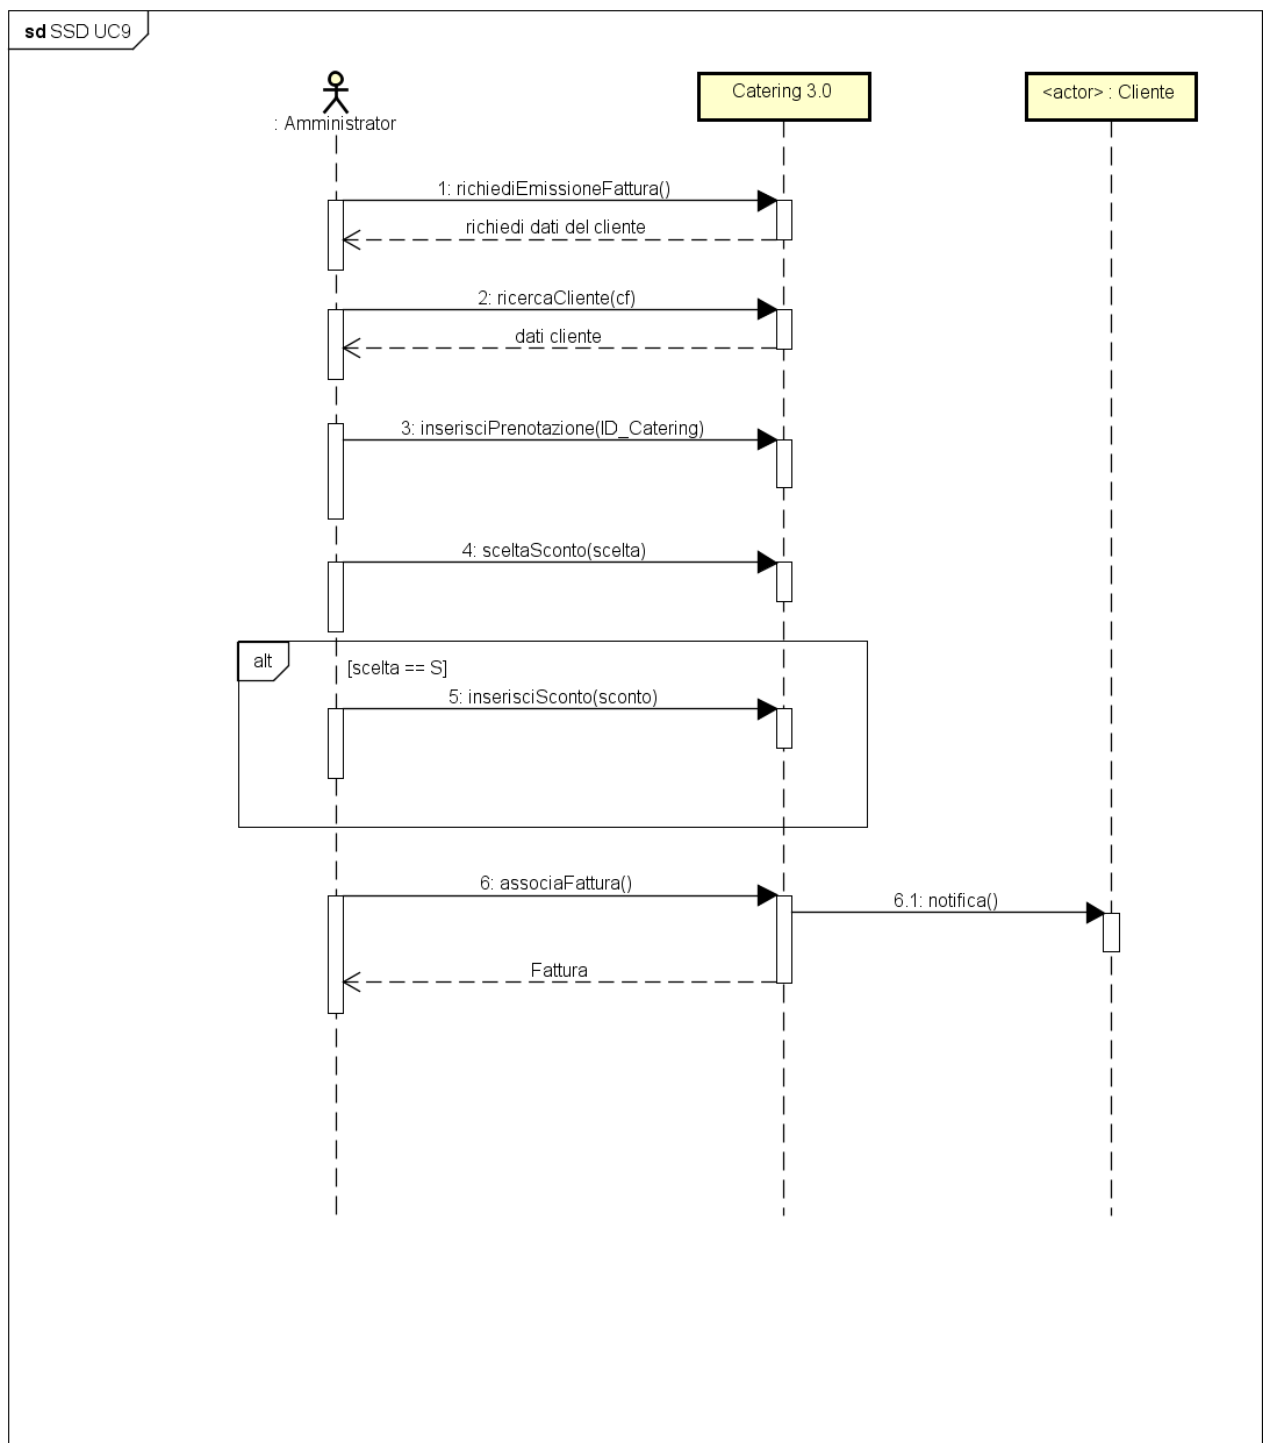 sd SSD UC9
: Amministrator
Catering 3.0
<actor> : Cliente
1: richiediEmissioneFattura()
richiedi dati del cliente
2: ricercaCliente(cf)
dati cliente
3: inserisciPrenotazione(ID_Catering)
4: sceltaSconto(scelta)
alt
[scelta == S]
5: inserisciSconto(sconto)
6: associaFattura()
6.1: notifica()
Fattura